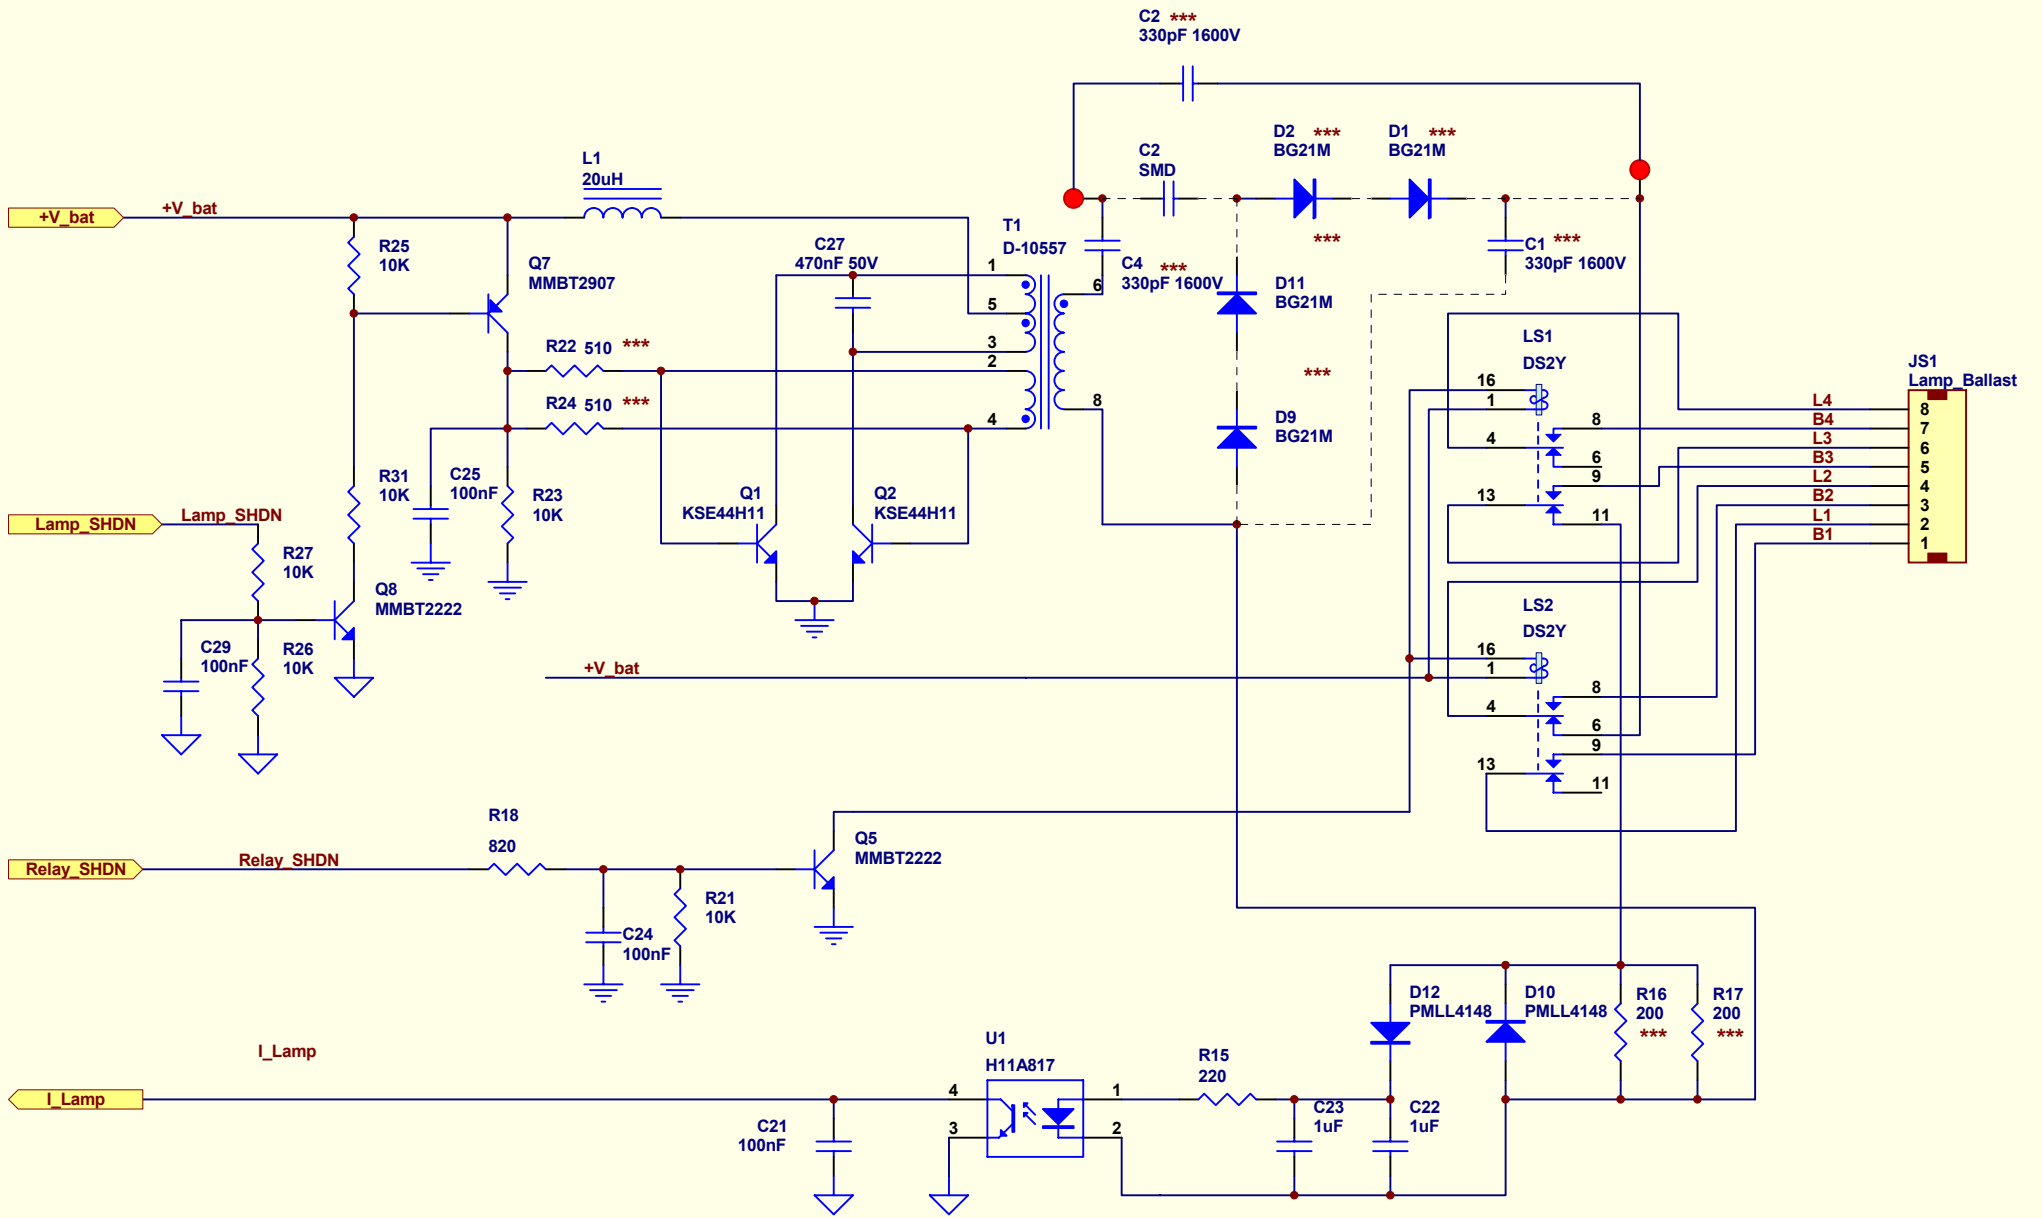 C2 ***
330pF 1600V
D2 ***
BG21M
D1 ***
BG21M
C2
SMD
L1
20uH
+V_bat
+V_bat
T1
D-10557
R25
10K
Q7
MMBT2907
C27
470nF 50V
1
5
3
2
4
6
8
C4 ***
330pF 1600V
***
C1 ***
330pF 1600V
D11
BG21M
***
D9
BG21M
R22 510 ***
R24 510 ***
LS1
DS2Y
16
1
4
13
8
6
9
11
JS1
Lamp_Ballast
L4
B4
L3
B3
L2
B2
L1
B1
8
7
6
5
4
3
2
1
R31
10K
C25
100nF
R23
10K
Q1
KSE44H11
Q2
KSE44H11
Lamp_SHDN
Lamp_SHDN
R27
10K
Q8
MMBT2222
C29
100nF
R26
10K
+V_bat
LS2
DS2Y
16
1
4
13
8
6
9
11
R18
820
Q5
MMBT2222
Relay_SHDN
Relay_SHDN
R21
10K
C24
100nF
D12
PMLL4148
D10
PMLL4148
R16
200
***
R17
200
***
I_Lamp
I_Lamp
U1
H11A817
4
3
1
2
R15
220
C21
100nF
C23
1uF
C22
1uF